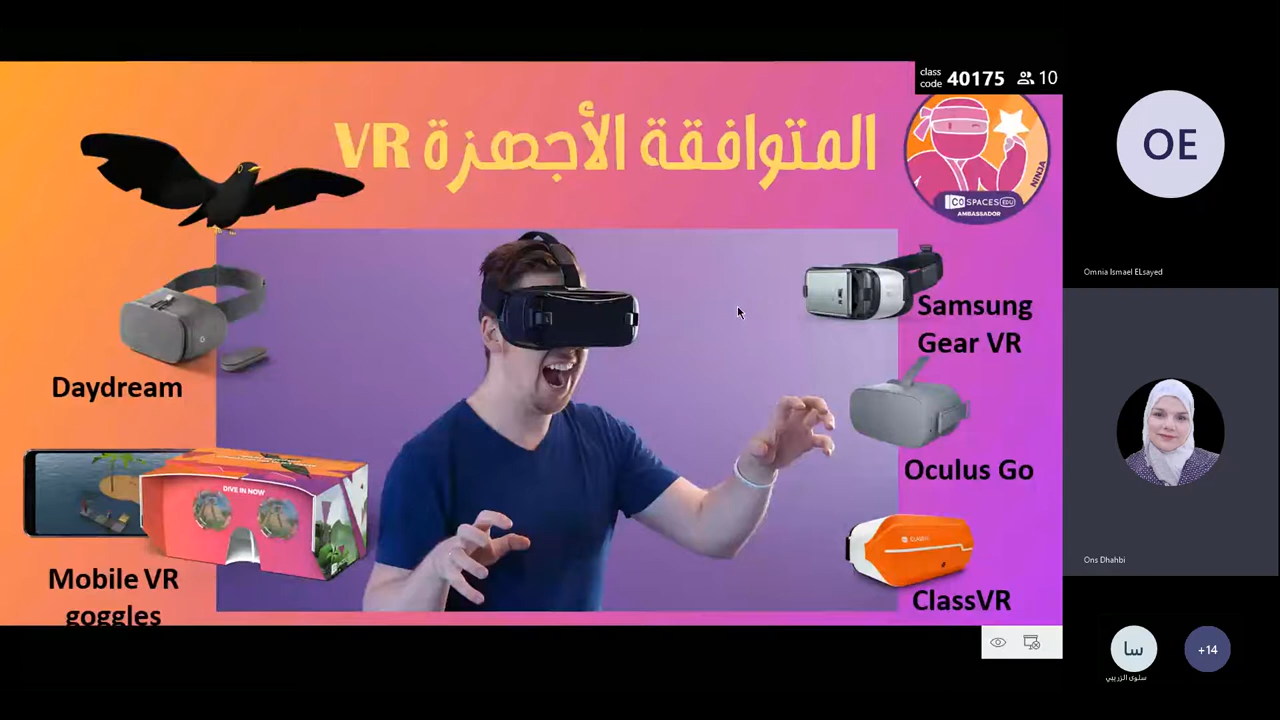 class code 40175 10
المتوافقة الأجهزة VR
NINJA
CO SPACES EDU
AMBASSADOR
Daydream
Samsung
Gear VR
Oculus Go
DIVE IN NOW
Mobile VR
goggles
CLASSVR
ClassVR
OE
Omnia Ismael ELsayed
Ons Dhahbi
سا
سلوى الزريبي
+14